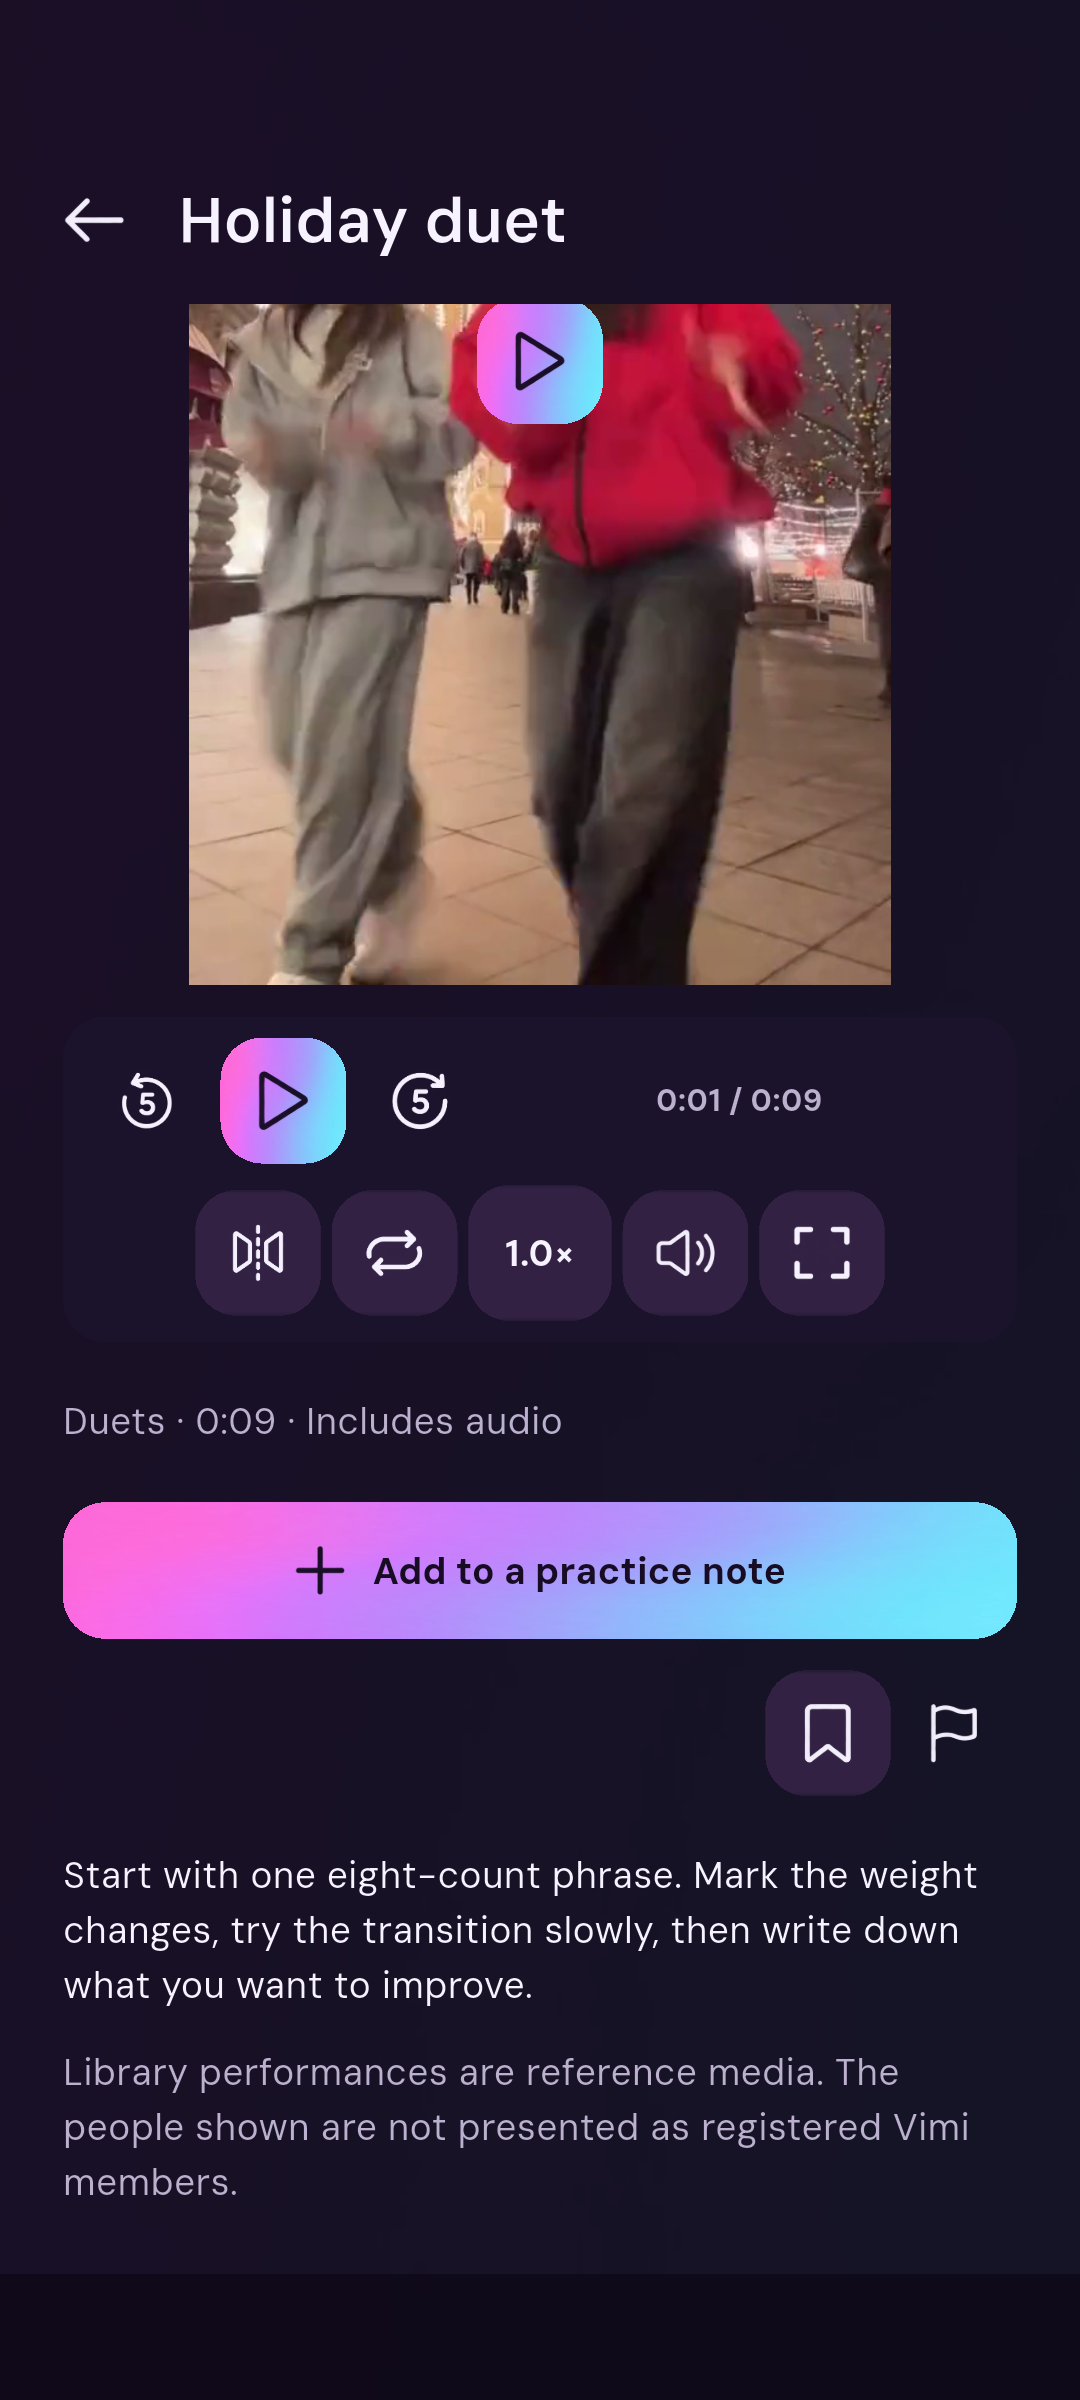 Holiday duet
5
5
0:01 / 0:09
1.0×
Duets · 0:09 · Includes audio
Add to a practice note
Start with one eight-count phrase. Mark the weight
changes, try the transition slowly, then write down
what you want to improve.
Library performances are reference media. The
people shown are not presented as registered Vimi
members.